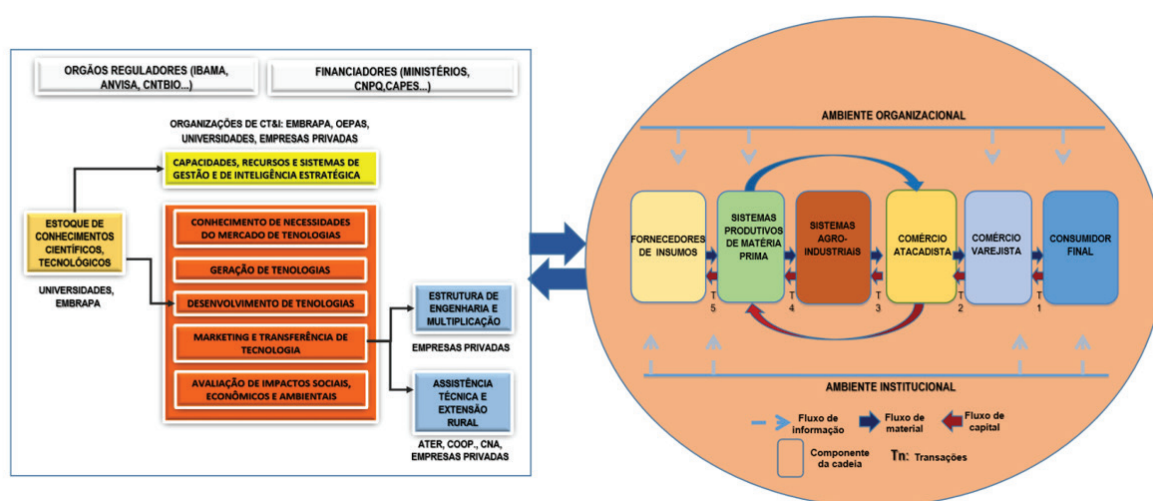 ORGÃOS REGULADORES (IBAMA,
ANVISA, CNTBIO...)
FINANCIADORES (MINISTÉRIOS,
CNPQ,CAPES...)
ORGANIZAÇÕES DE CT&I: EMBRAPA, OEPAS,
UNIVERSIDADES, EMPRESAS PRIVADAS
CAPACIDADES, RECURSOS E SISTEMAS DE
GESTÃO E DE INTELIGÊNCIA ESTRATÉGICA
ESTOQUE DE
CONHECIMENTOS
CIENTÍFICOS,
TECNOLÓGICOS
UNIVERSIDADES,
EMBRAPA
CONHECIMENTO DE NECESSIDADES
DO MERCADO DE TENOLOGIAS
GERAÇÃO DE TENOLOGIAS
DESENVOLVIMENTO DE TENOLOGIAS
MARKETING E TRANSFERÊNCIA DE
TECNOLOGIA
AVALIAÇÃO DE IMPACTOS SOCIAIS,
ECONÔMICOS E AMBIENTAIS
ESTRUTURA DE
ENGENHARIA E
MULTIPLICAÇÃO
EMPRESAS PRIVADAS
ASSISTÊNCIA
TÉCNICA E
EXTENSÃO
RURAL
ATER, COOP., CNA,
EMPRESAS PRIVADAS
AMBIENTE ORGANIZACIONAL
FORNECEDORES
DE INSUMOS
SISTEMAS
PRODUTIVOS
DE MATÉRIA
PRIMA
SISTEMAS
AGRO-
INDUSTRIAIS
COMÉRCIO
ATACADISTA
COMÉRCIO
VAREJISTA
CONSUMIDOR
FINAL
T
5
T
4
T
3
T
2
T
1
AMBIENTE INSTITUCIONAL
Fluxo de
informação
Fluxo de
material
Fluxo de
capital
Componente
da cadeia
Tn: Transações